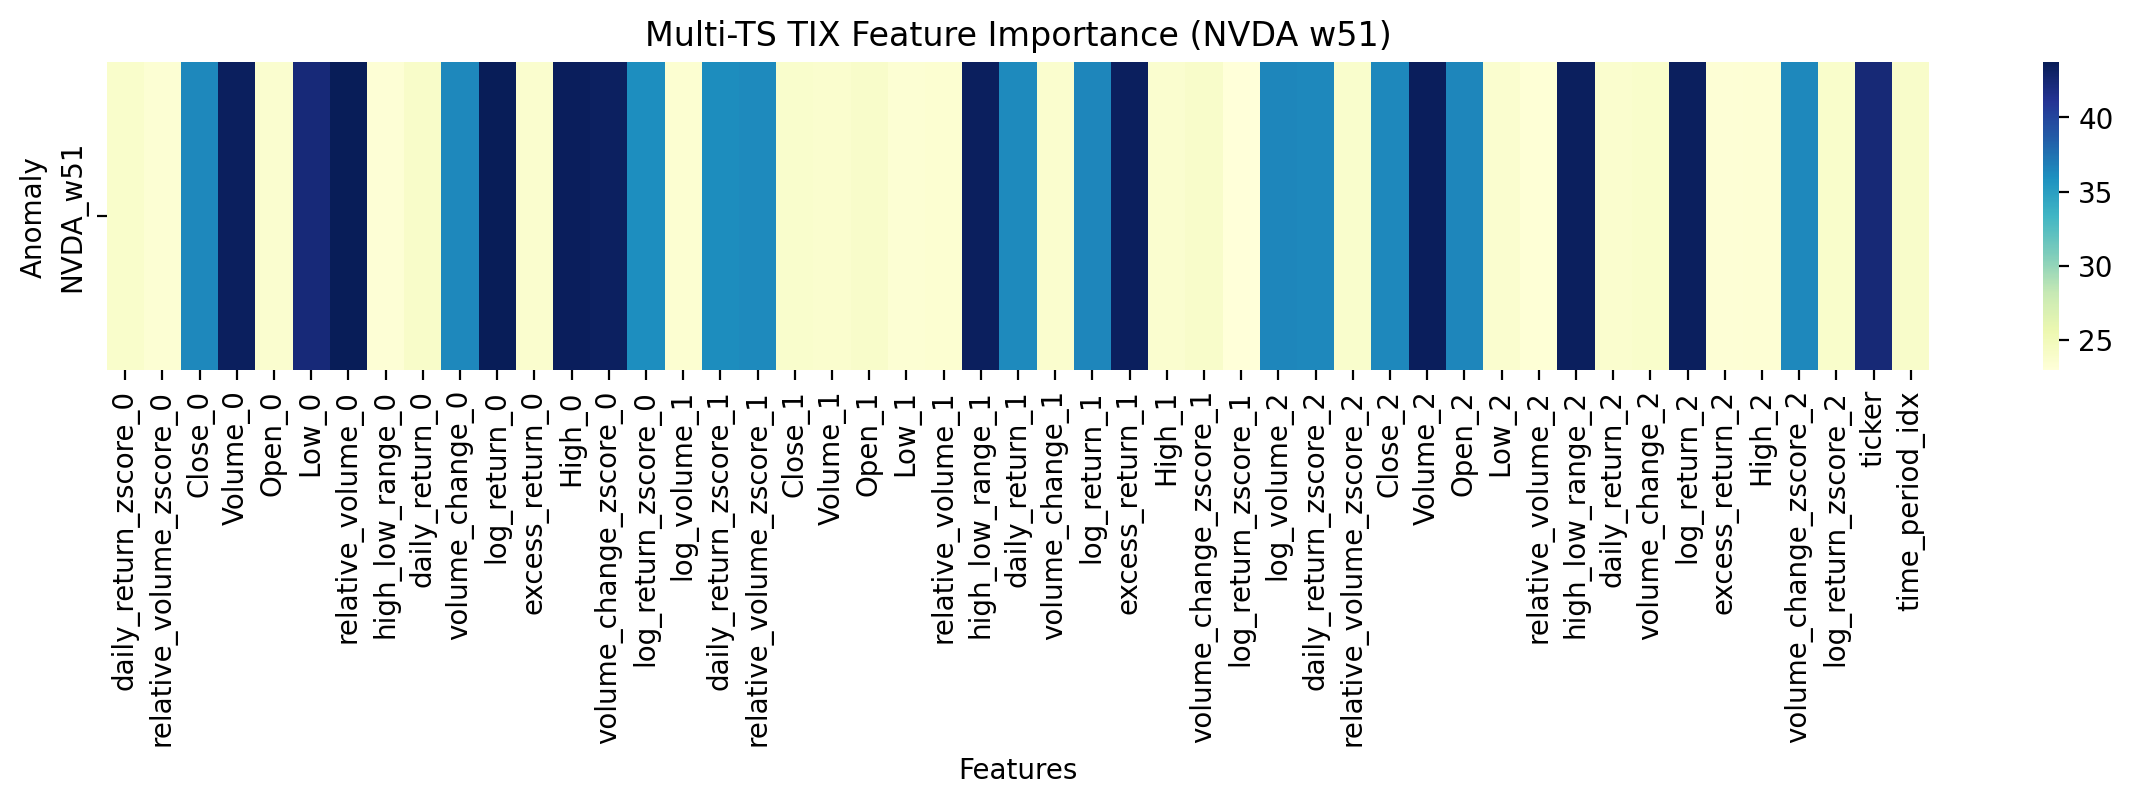 Multi-TS TIX Feature Importance (NVDA w51)
Anomaly
NVDA_w51
40
35
30
25
daily_return_zscore_0
relative_volume_zscore_0
Close_0
Volume_0
Open_0
Low_0
relative_volume_0
high_low_range_0
daily_return_0
volume_change_0
log_return_0
excess_return_0
High_0
volume_change_zscore_0
log_return_zscore_0
log_volume_1
daily_return_zscore_1
relative_volume_zscore_1
Close_1
Volume_1
Open_1
Low_1
relative_volume_1
high_low_range_1
daily_return_1
volume_change_1
log_return_1
excess_return_1
High_1
volume_change_zscore_1
log_return_zscore_1
log_volume_2
daily_return_zscore_2
relative_volume_zscore_2
Close_2
Volume_2
Open_2
Low_2
relative_volume_2
high_low_range_2
daily_return_2
volume_change_2
log_return_2
excess_return_2
High_2
volume_change_zscore_2
log_return_zscore_2
ticker
time_period_idx
Features